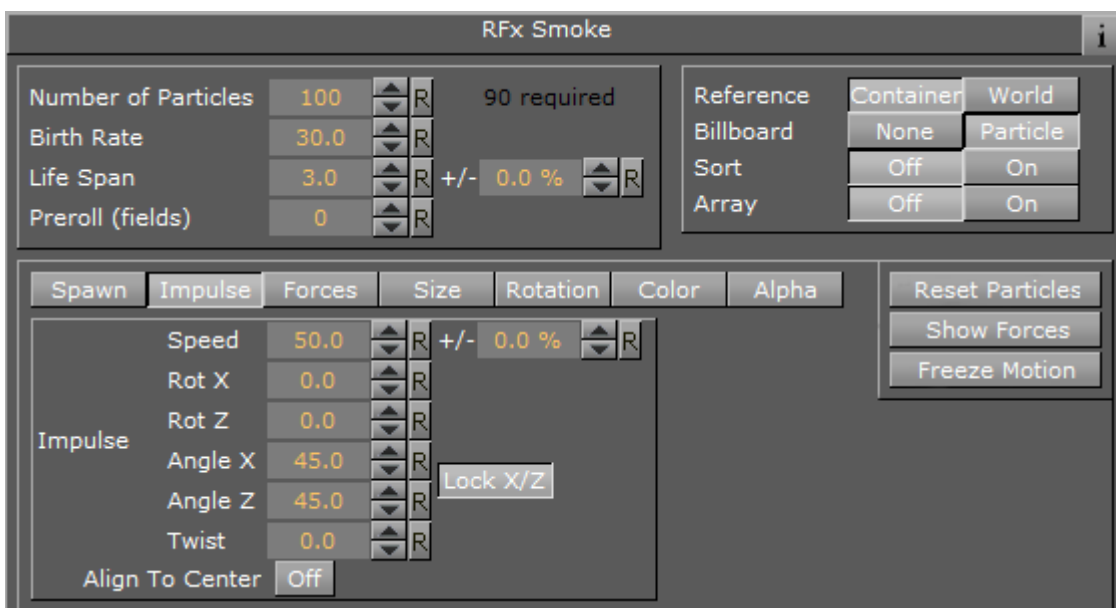 RFx Smoke
i
Number of Particles 100 R 90 required
Birth Rate 30.0 R
Life Span 3.0 R +/- 0.0 % R
Preroll (fields) 0 R
Reference Container World
Billboard None Particle
Sort Off On
Array Off On
Spawn Impulse Forces Size Rotation Color Alpha
Reset Particles
Show Forces
Freeze Motion
Impulse
Speed 50.0 R +/- 0.0 % R
Rot X 0.0 R
Rot Z 0.0 R
Angle X 45.0 R
Lock X/Z
Angle Z 45.0 R
Twist 0.0 R
Align To Center Off